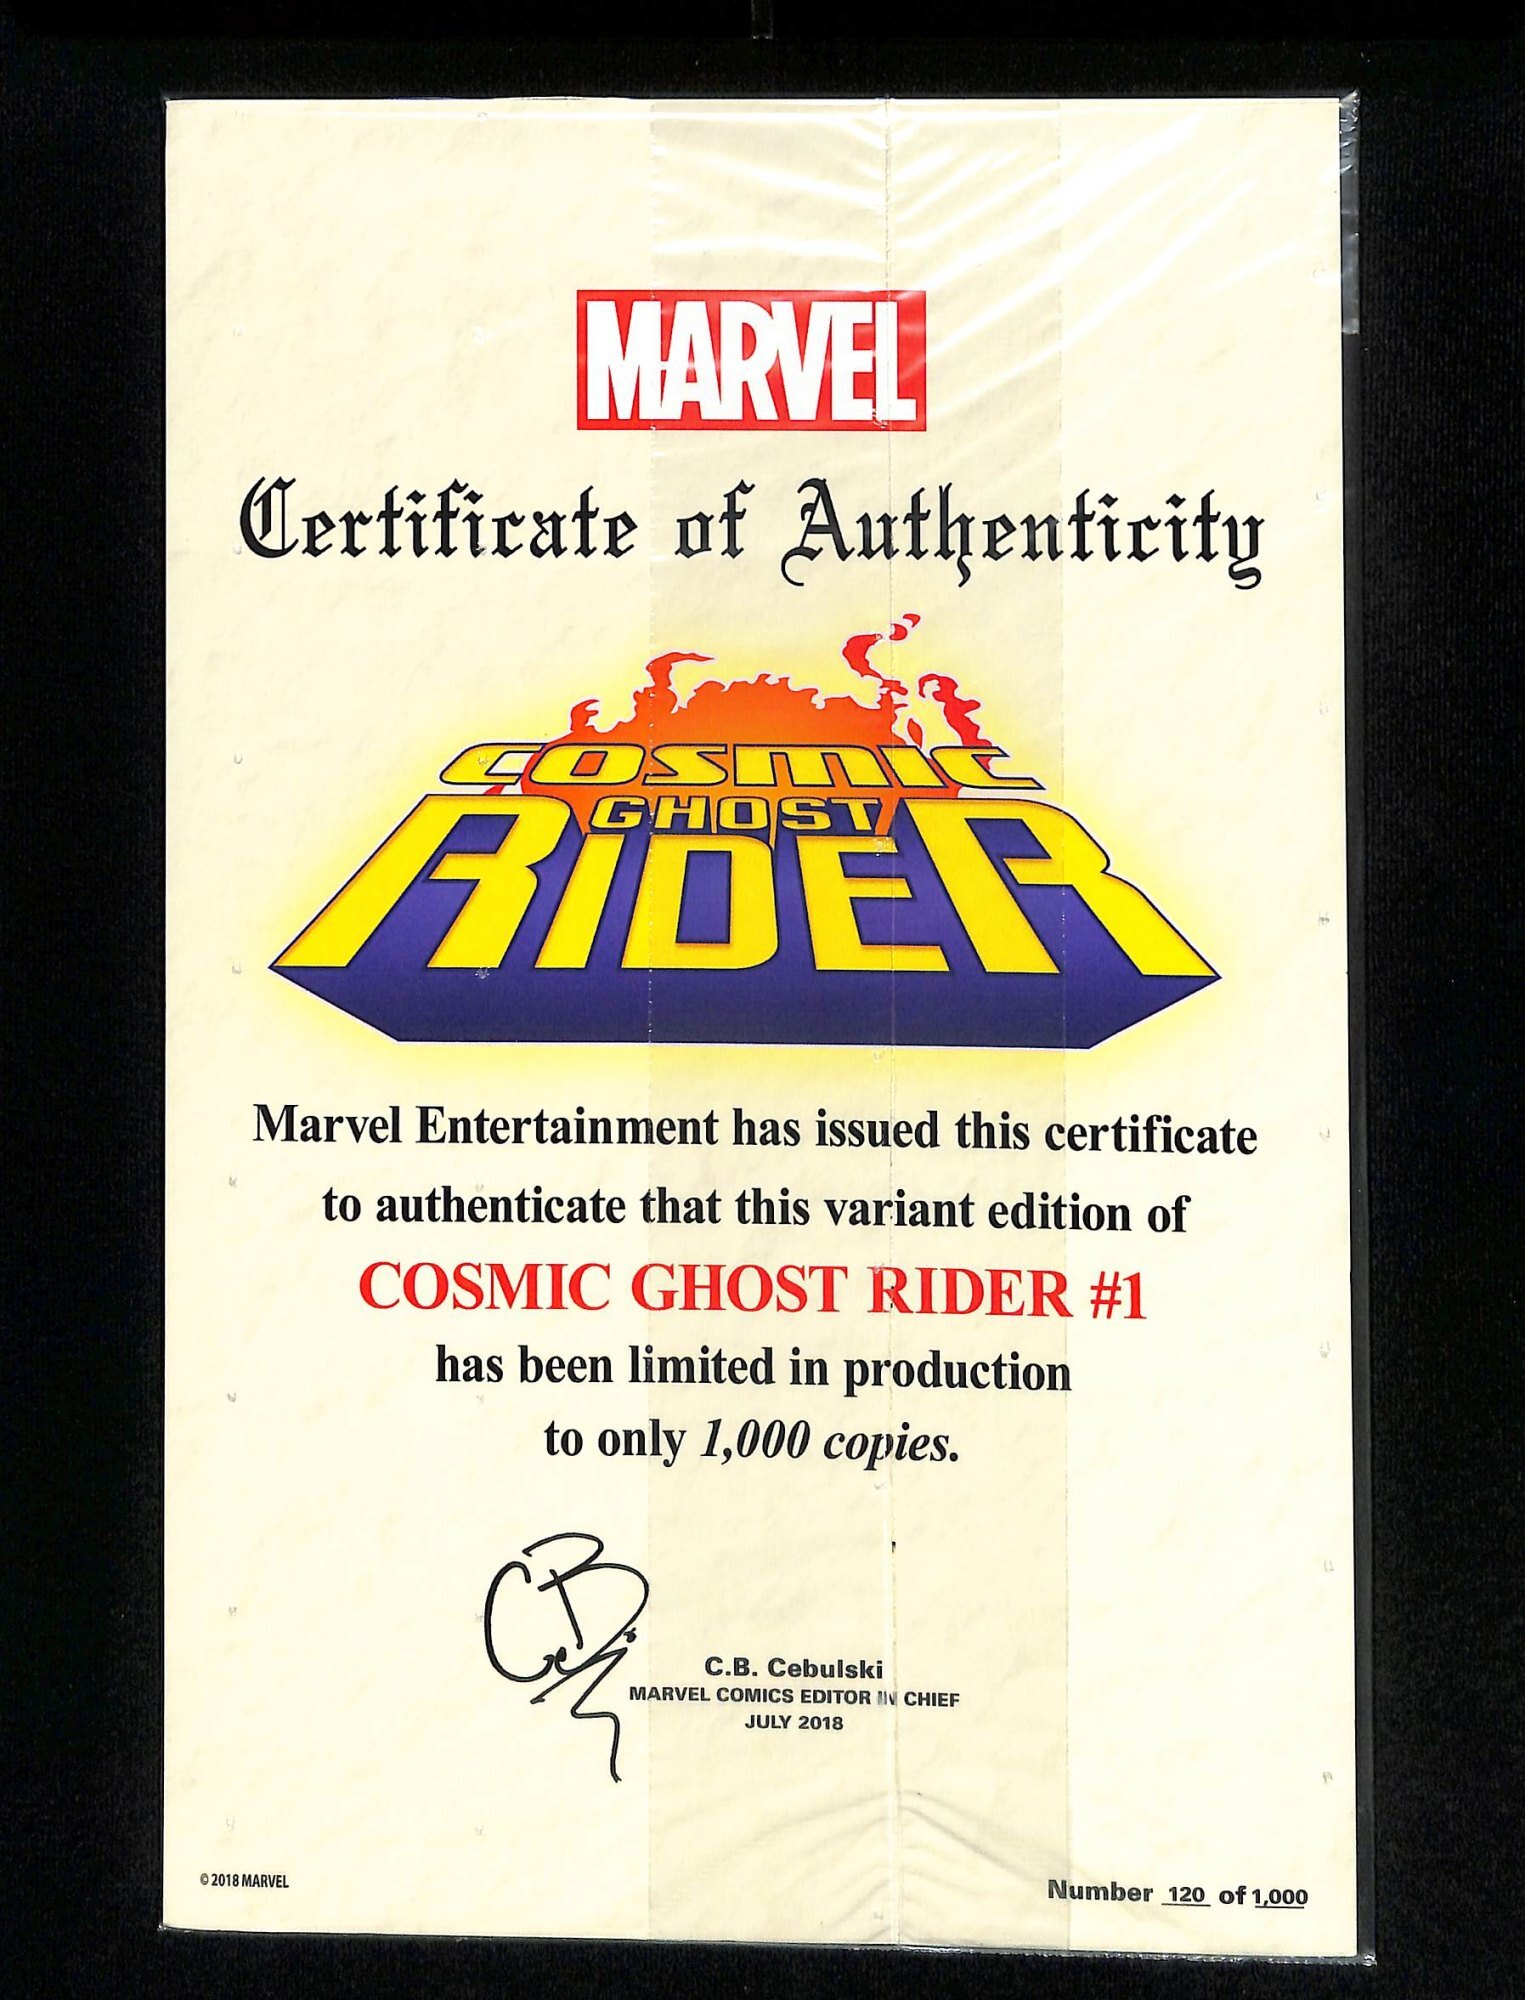 MARVEL
Certificate of Authenticity
COSMIC
GHOST
RIDER
Marvel Entertainment has issued this certificate
to authenticate that this variant edition of
COSMIC GHOST RIDER #1
has been limited in production
to only 1,000 copies.
CB Ceb
C.B. Cebulski
MARVEL COMICS EDITOR IN CHIEF
JULY 2018
© 2018 MARVEL
Number 120 of 1,000